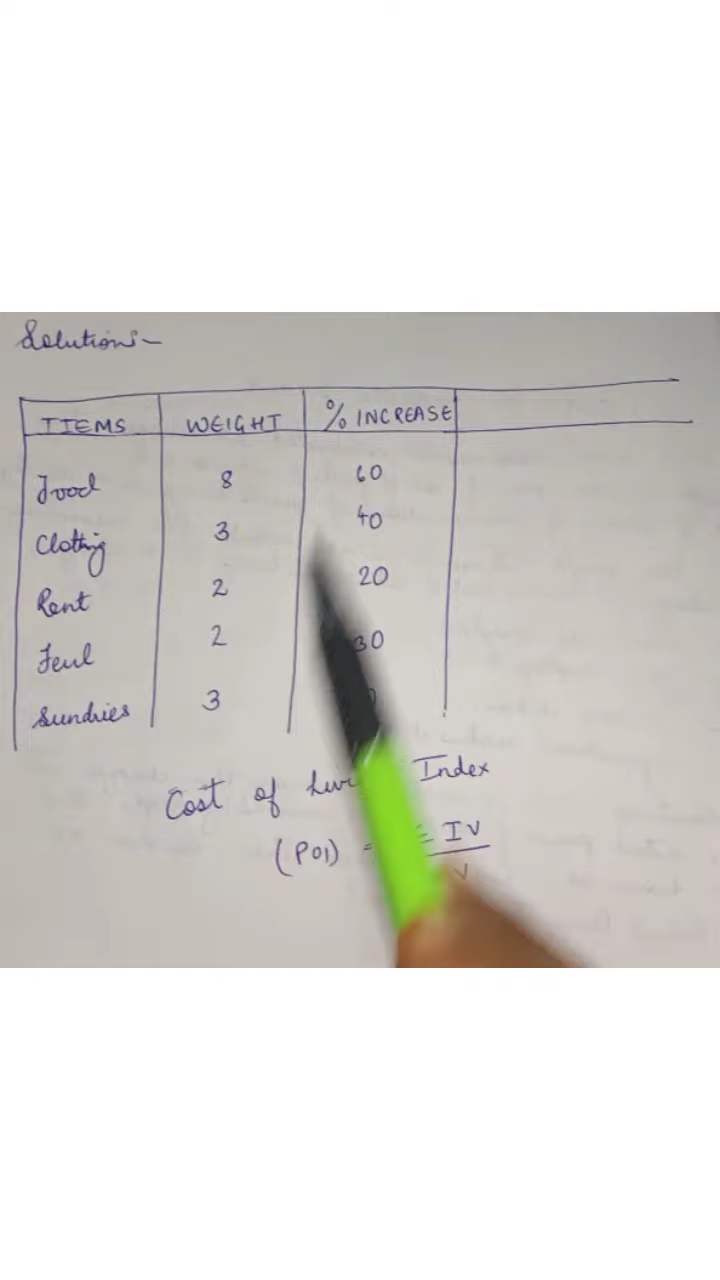 Solution:-
ITEMS WEIGHT % INCREASE
Food 8 60
Clothing 3 40
Rent 2 20
Feul 2 30
Sundries 3
Cost of Index
(P01) = Σ IV
V